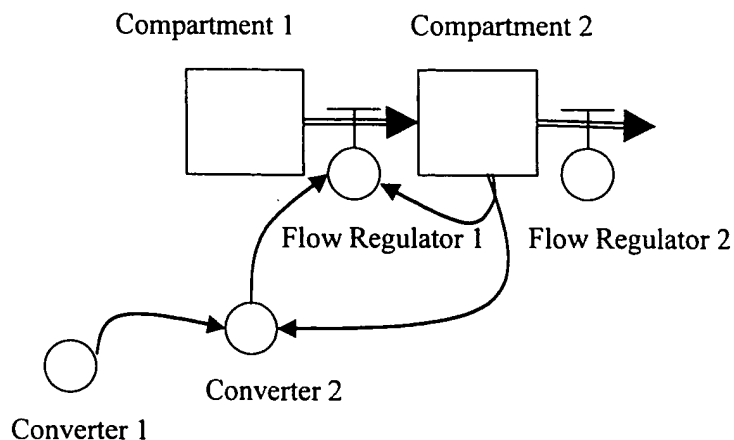 Compartment 1
Compartment 2
Flow Regulator 1
Flow Regulator 2
Converter 2
Converter 1